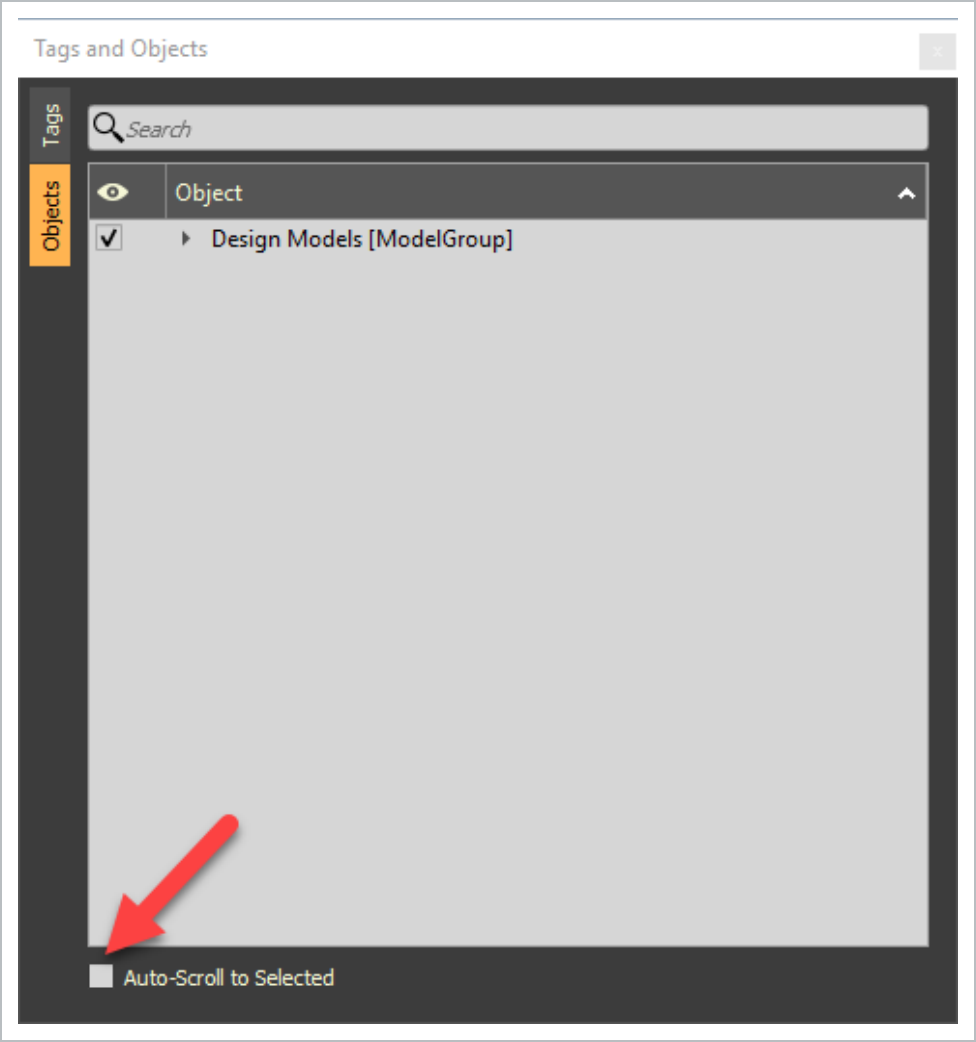 Tags and Objects
x
Tags
Search
Objects
Object
Design Models [ModelGroup]
Auto-Scroll to Selected